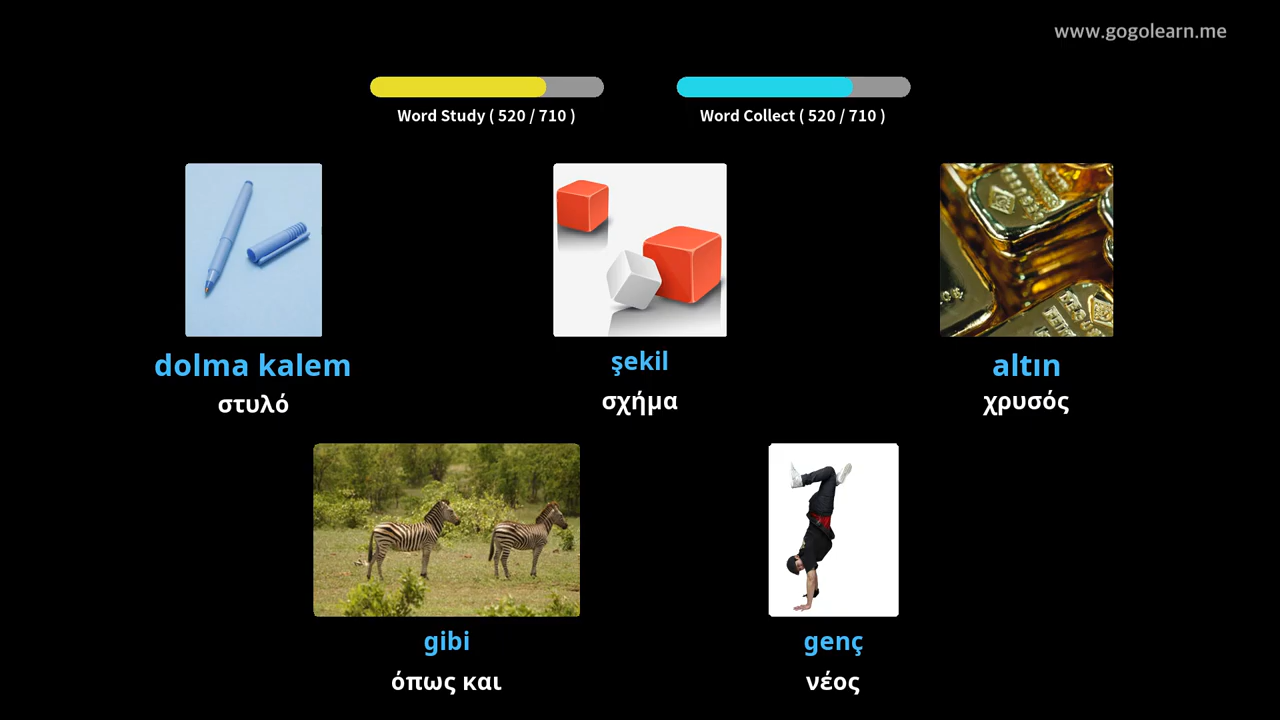 www.gogolearn.me
Word Study ( 520 / 710 )
Word Collect ( 520 / 710 )
dolma kalem
στυλό
şekil
σχήμα
altın
χρυσός
gibi
όπως και
genç
νέος